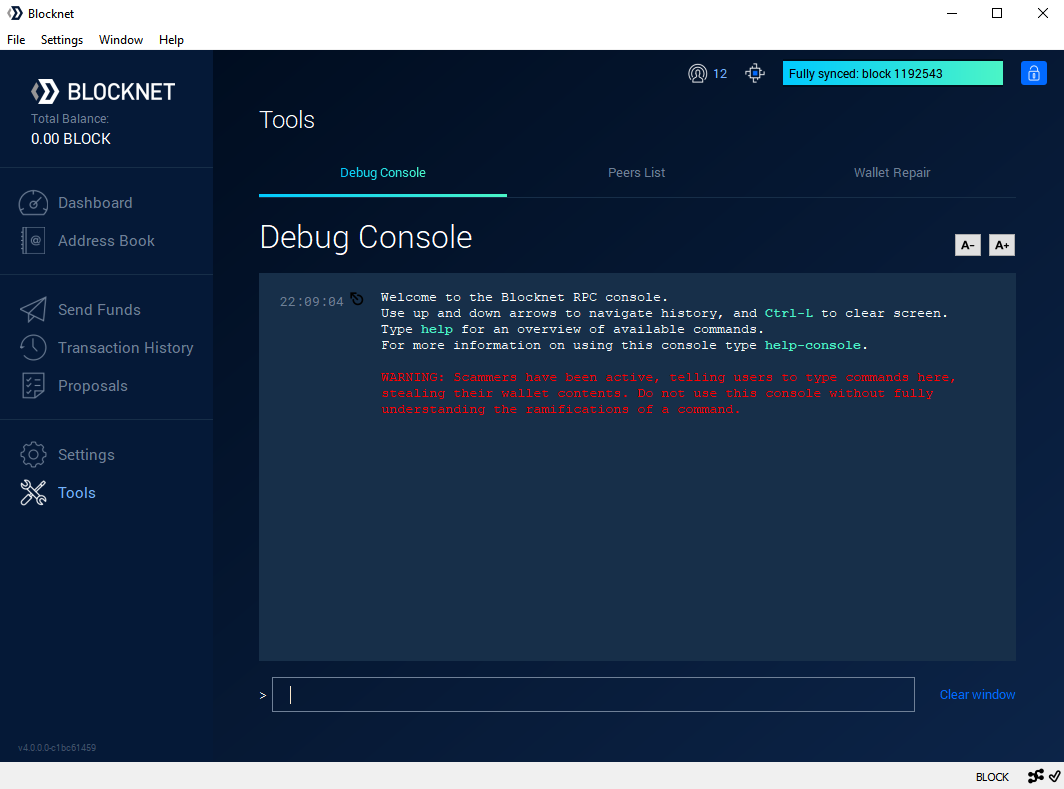 Blocknet
File Settings Window Help
BLOCKNET
Total Balance:
0.00 BLOCK
Dashboard
Address Book
Send Funds
Transaction History
Proposals
Settings
Tools
v4.0.0.0-c1bc61459
12
Fully synced: block 1192543
Tools
Debug Console Peers List Wallet Repair
Debug Console
A- A+
22:09:04 Welcome to the Blocknet RPC console.
Use up and down arrows to navigate history, and Ctrl-L to clear screen.
Type help for an overview of available commands.
For more information on using this console type help-console.
WARNING: Scammers have been active, telling users to type commands here,
stealing their wallet contents. Do not use this console without fully
understanding the ramifications of a command.
>
Clear window
BLOCK